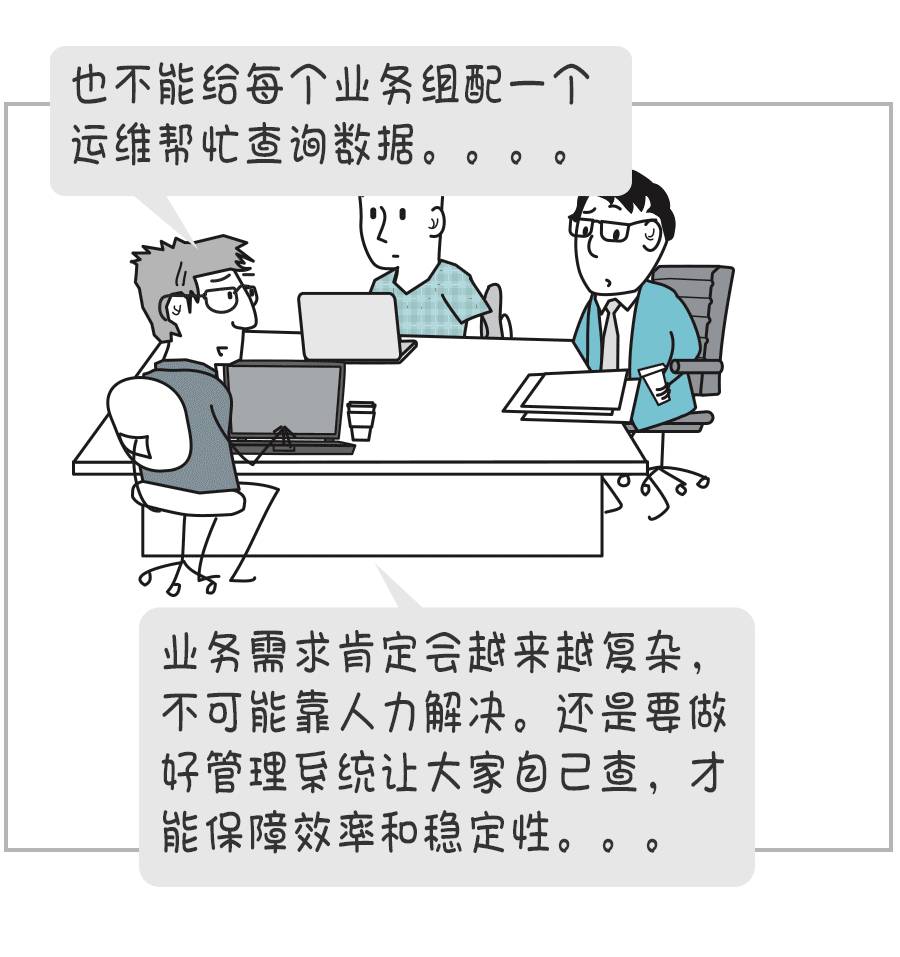 也不能给每个业务组配一个
运维帮忙查询数据。。。。
业务需求肯定会越来越复杂，
不可能靠人力解决。还是要做
好管理系统让大家自己查，才
能保障效率和稳定性。。。